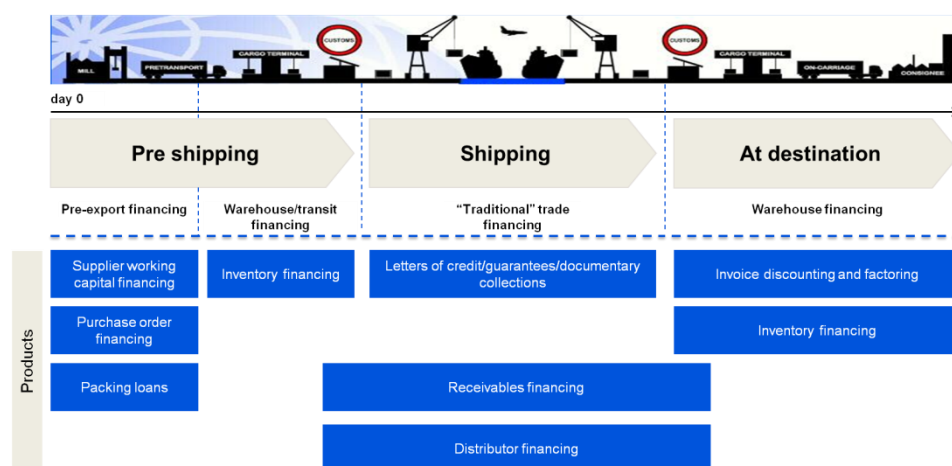 CUSTOMS
CUSTOMS
CARGO TERMINAL
CARGO TERMINAL
MILL
PRETRANSPORT
ON-CARRIAGE
CONSIGNEE
day 0
Pre shipping
Shipping
At destination
Pre-export financing
Warehouse/transit
financing
“Traditional” trade
financing
Warehouse financing
Products
Supplier working
capital financing
Inventory financing
Letters of credit/guarantees/documentary
collections
Invoice discounting and factoring
Purchase order
financing
Inventory financing
Packing loans
Receivables financing
Distributor financing